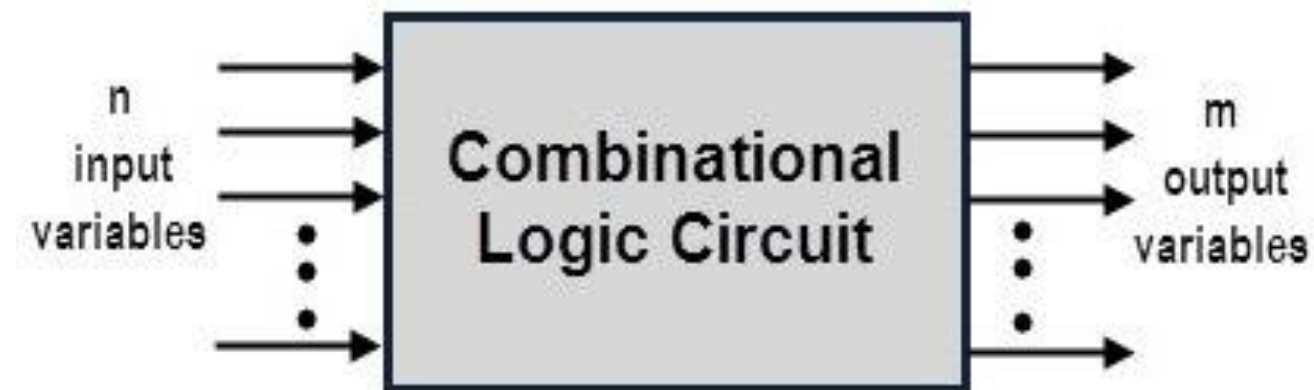 n
input
variables
Combinational
Logic Circuit
m
output
variables